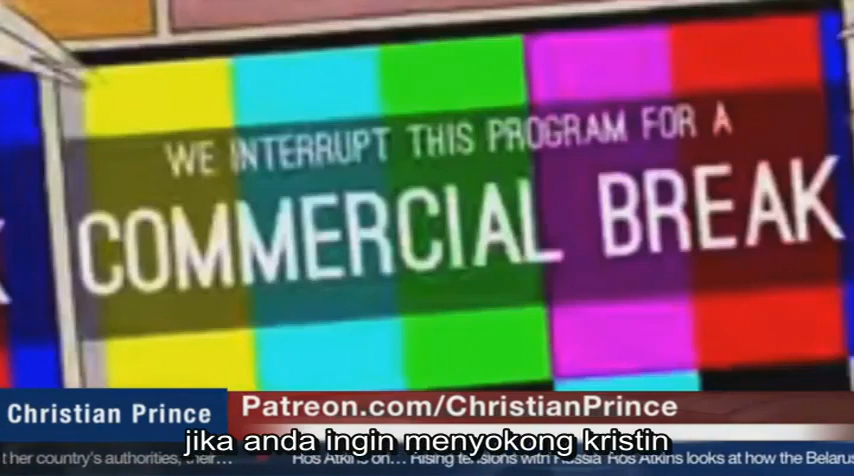 WE INTERRUPT THIS PROGRAM FOR A
COMMERCIAL BREAK
Christian Prince
Patreon.com/ChristianPrince
jika anda ingin menyokong kristin
ther country's authorities, their... Ros Atkins on... Rising tensions with Russia Ros Atkins looks at how the Belarus